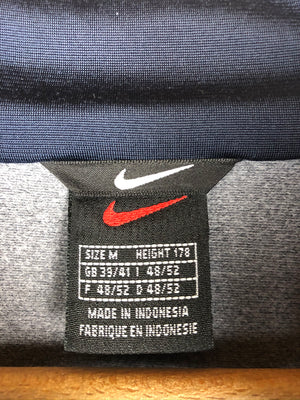 SIZE M HEIGHT 178
GB 39/41 I 48/52
F 48/52 D 48/52
MADE IN INDONESIA
FABRIQUE EN INDONESIE